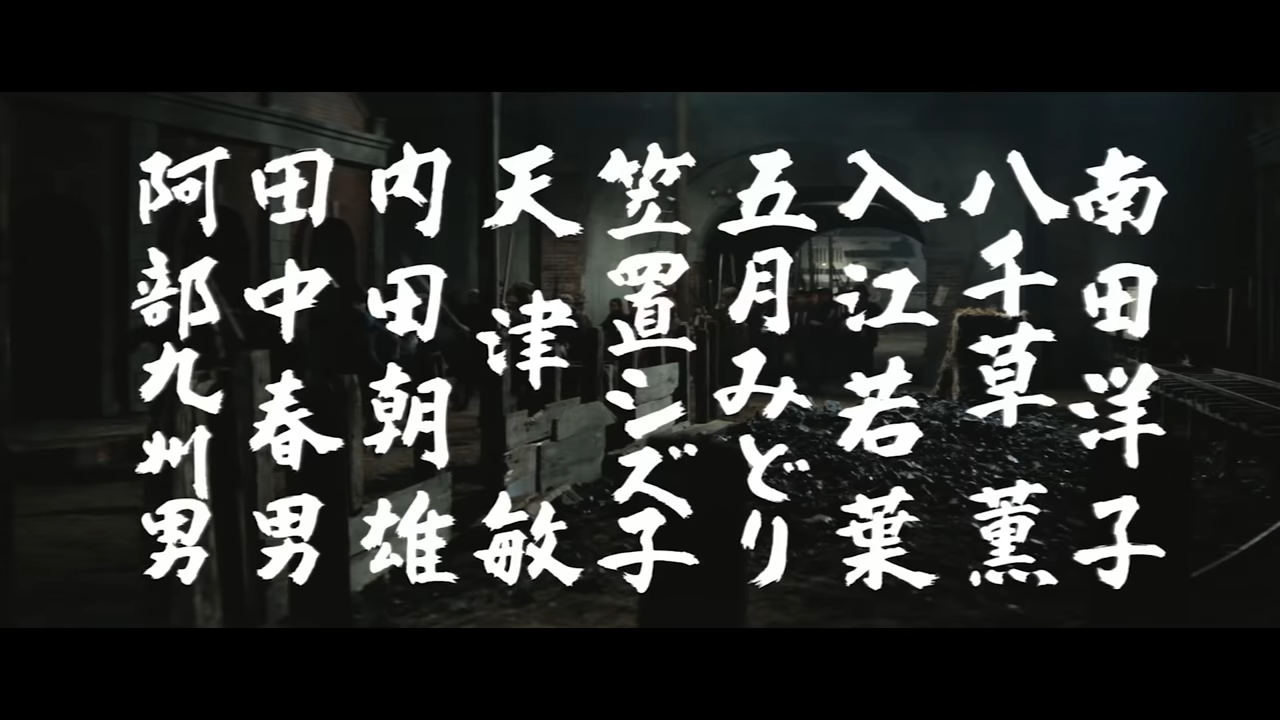 南田洋子
八千草薫
入江若葉
五月みどり
笠置シズ子
天津敏
内田朝雄
田中春男
阿部九州男